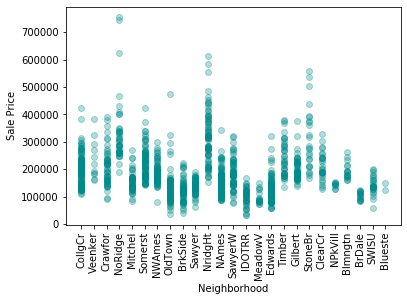 700000
600000
500000
400000
300000
200000
100000
0
Sale Price
CollgCr
Veenker
Crawfor
NoRidge
Mitchel
Somerst
NWAmes
OldTown
BrkSide
Sawyer
NridgHt
NAmes
SawyerW
IDOTRR
MeadowV
Edwards
Timber
Gilbert
StoneBr
ClearCr
NPkVill
Blmngtn
BrDale
SWISU
Blueste
Neighborhood